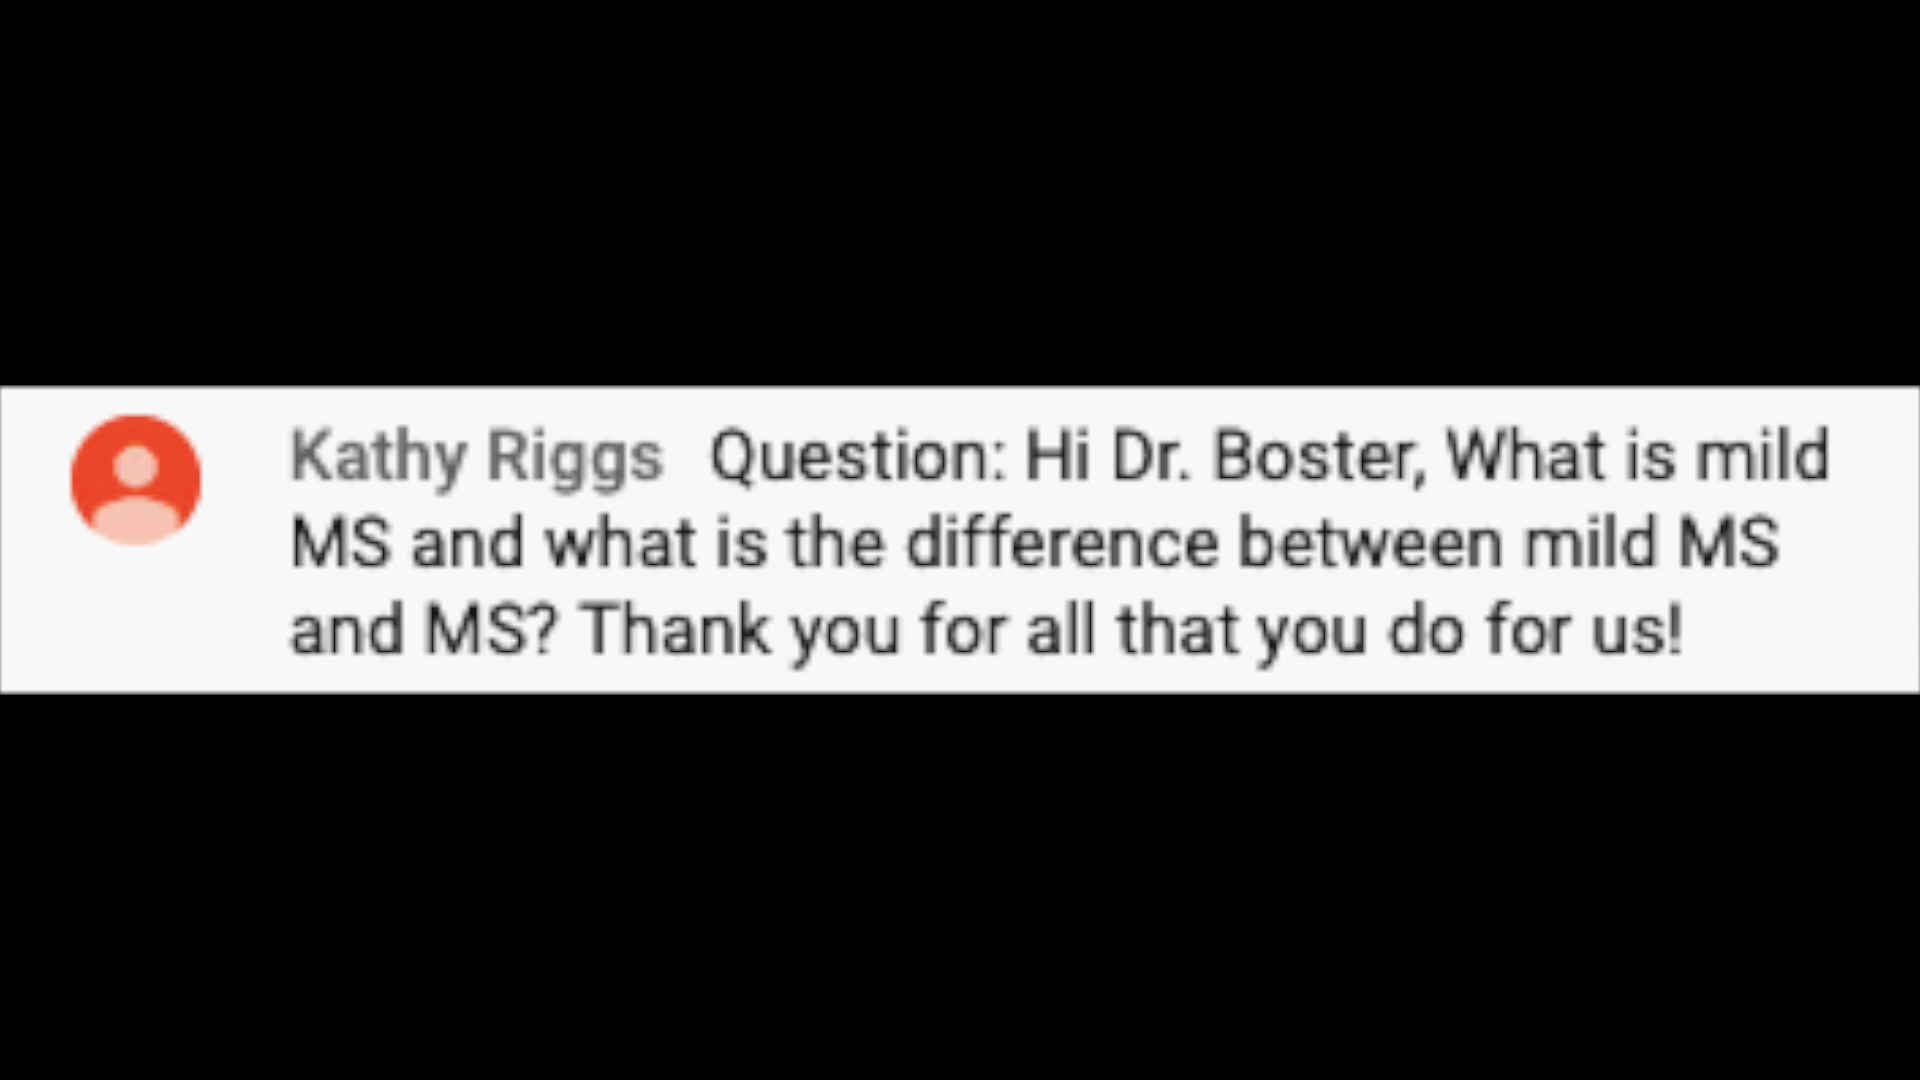 Kathy Riggs Question: Hi Dr. Boster, What is mild
MS and what is the difference between mild MS
and MS? Thank you for all that you do for us!